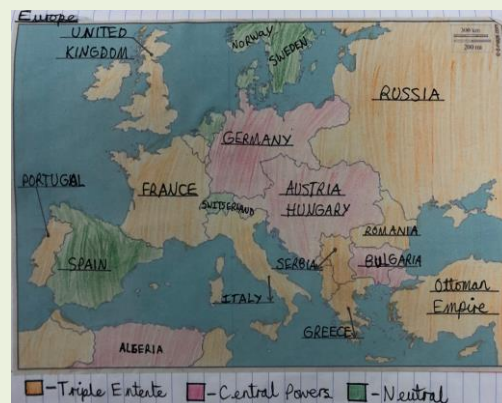 Europe
UNITED
KINGDOM
NORWAY
SWEDEN
RUSSIA
GERMANY
PORTUGAL
FRANCE
SWITSERLAND
AUSTRIA
HUNGARY
ROMANIA
SPAIN
SERBIA
BULGARIA
ITALY
Ottoman
Empire
GREECE
ALGERIA
-Triple Entente
-Central Powers
-Neutral